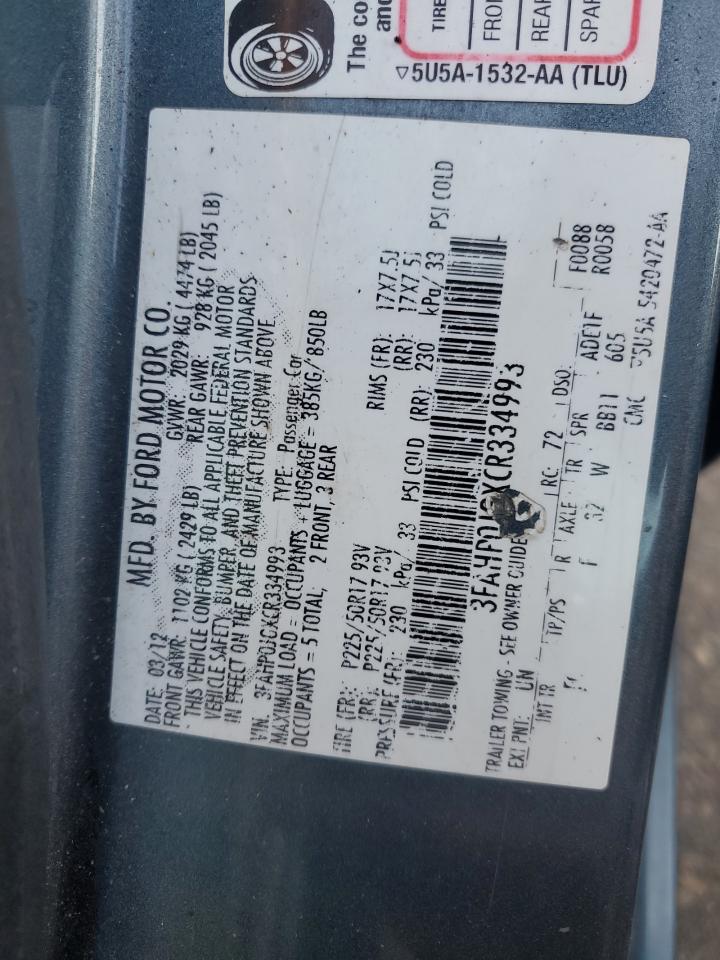 The co
and
TIRE
FRO
REAR
SPAR
▽5U5A-1532-AA (TLU)
MFD. BY FORD MOTOR CO.
DATE: 03/12 GVWR: 2029 KG ( 4474 LB)
FRONT GAWR: 1102 KG ( 2429 LB) REAR GAWR: 928 KG ( 2045 LB)
THIS VEHICLE CONFORMS TO ALL APPLICABLE FEDERAL MOTOR
VEHICLE SAFETY, BUMPER, AND THEFT PREVENTION STANDARDS
IN EFFECT ON THE DATE OF MANUFACTURE SHOWN ABOVE
VIN: 3FAHP0JGXCR334993 TYPE: Passenger Car
MAXIMUM LOAD = OCCUPANTS + LUGGAGE = 385KG/ 850LB
OCCUPANTS = 5 TOTAL, 2 FRONT, 3 REAR
TIRE (FR): P225/50R17 93V RIMS (FR): 17X7.5J
(RR): P225/50R17 93V (RR): 17X7.5J
PRESSURE (FR): 230 kPa/ 33 PSI COLD (RR): 230 kPa/ 33 PSI COLD
3FAHP0JGXCR334993
TRAILER TOWING - SEE OWNER GUIDE
EXT PNT: UN RC: 72 DSO: F0088
INT TR TP/PS R AXLE TR SPR R0058
32 W BB11 605
CMC ▽5U5A 5420472-AA